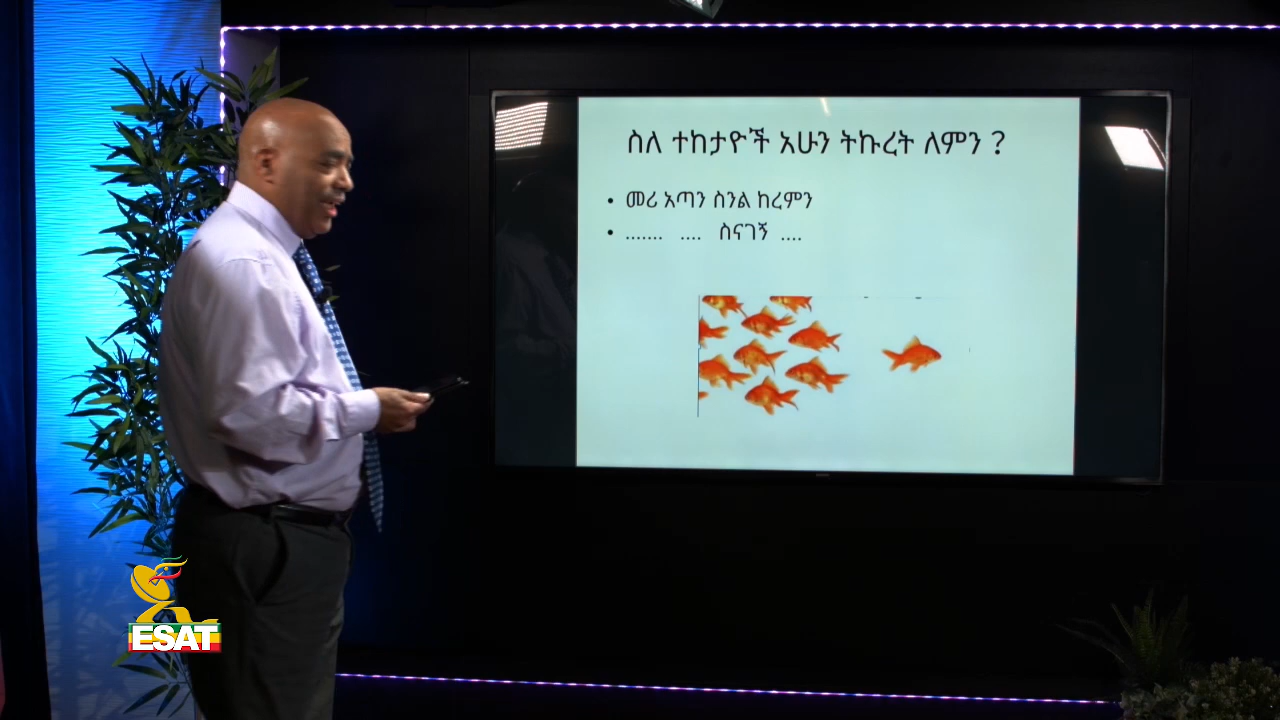 ስለ ተከታዮች አሁን ትኩረት ለምን ?
• መሪ አጣን ስንል ከረምን
• ....... .... ስናገኝ ....
ESAT